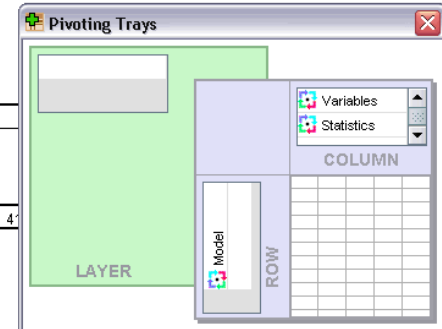 Pivoting Trays
Variables
Statistics
COLUMN
Model
ROW
LAYER